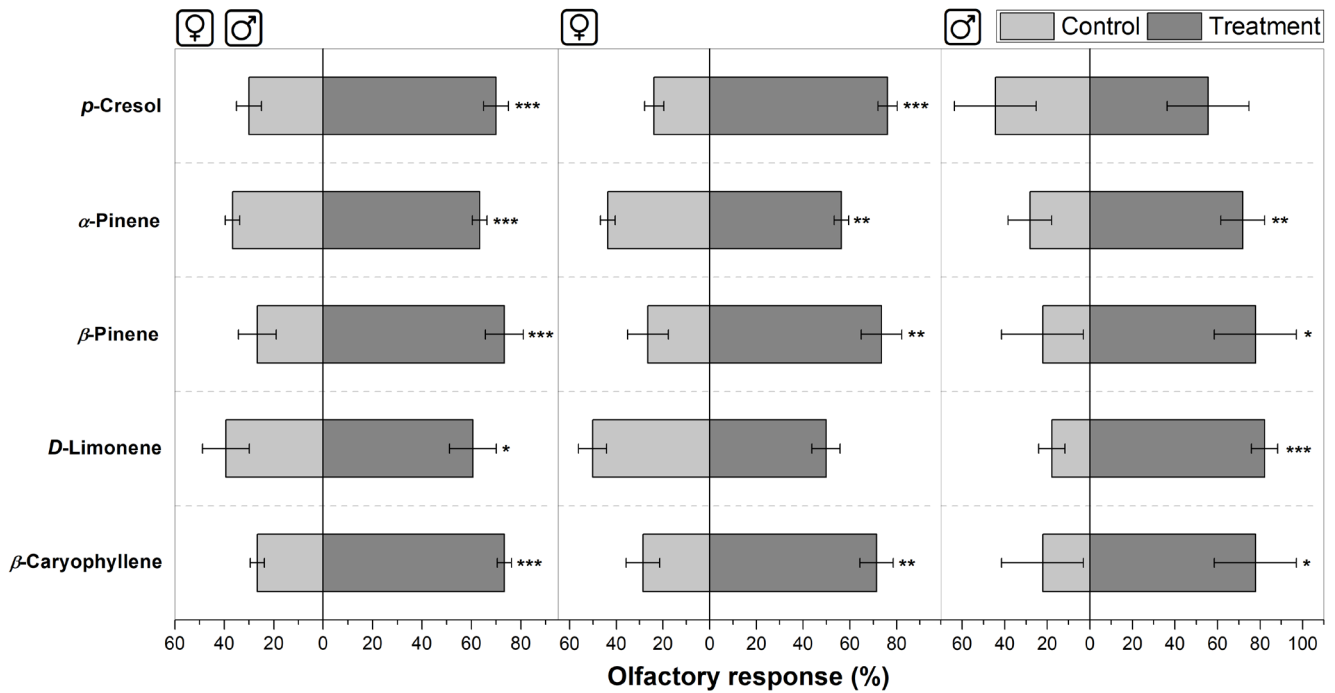 ♀ ♂ ♀ ♂ Control Treatment
p-Cresol *** ***
α-Pinene *** ** **
β-Pinene *** ** *
D-Limonene * ***
β-Caryophyllene *** ** *
60 40 20 0 20 40 60 80 60 40 20 0 20 40 60 80 60 40 20 0 20 40 60 80 100
Olfactory response (%)